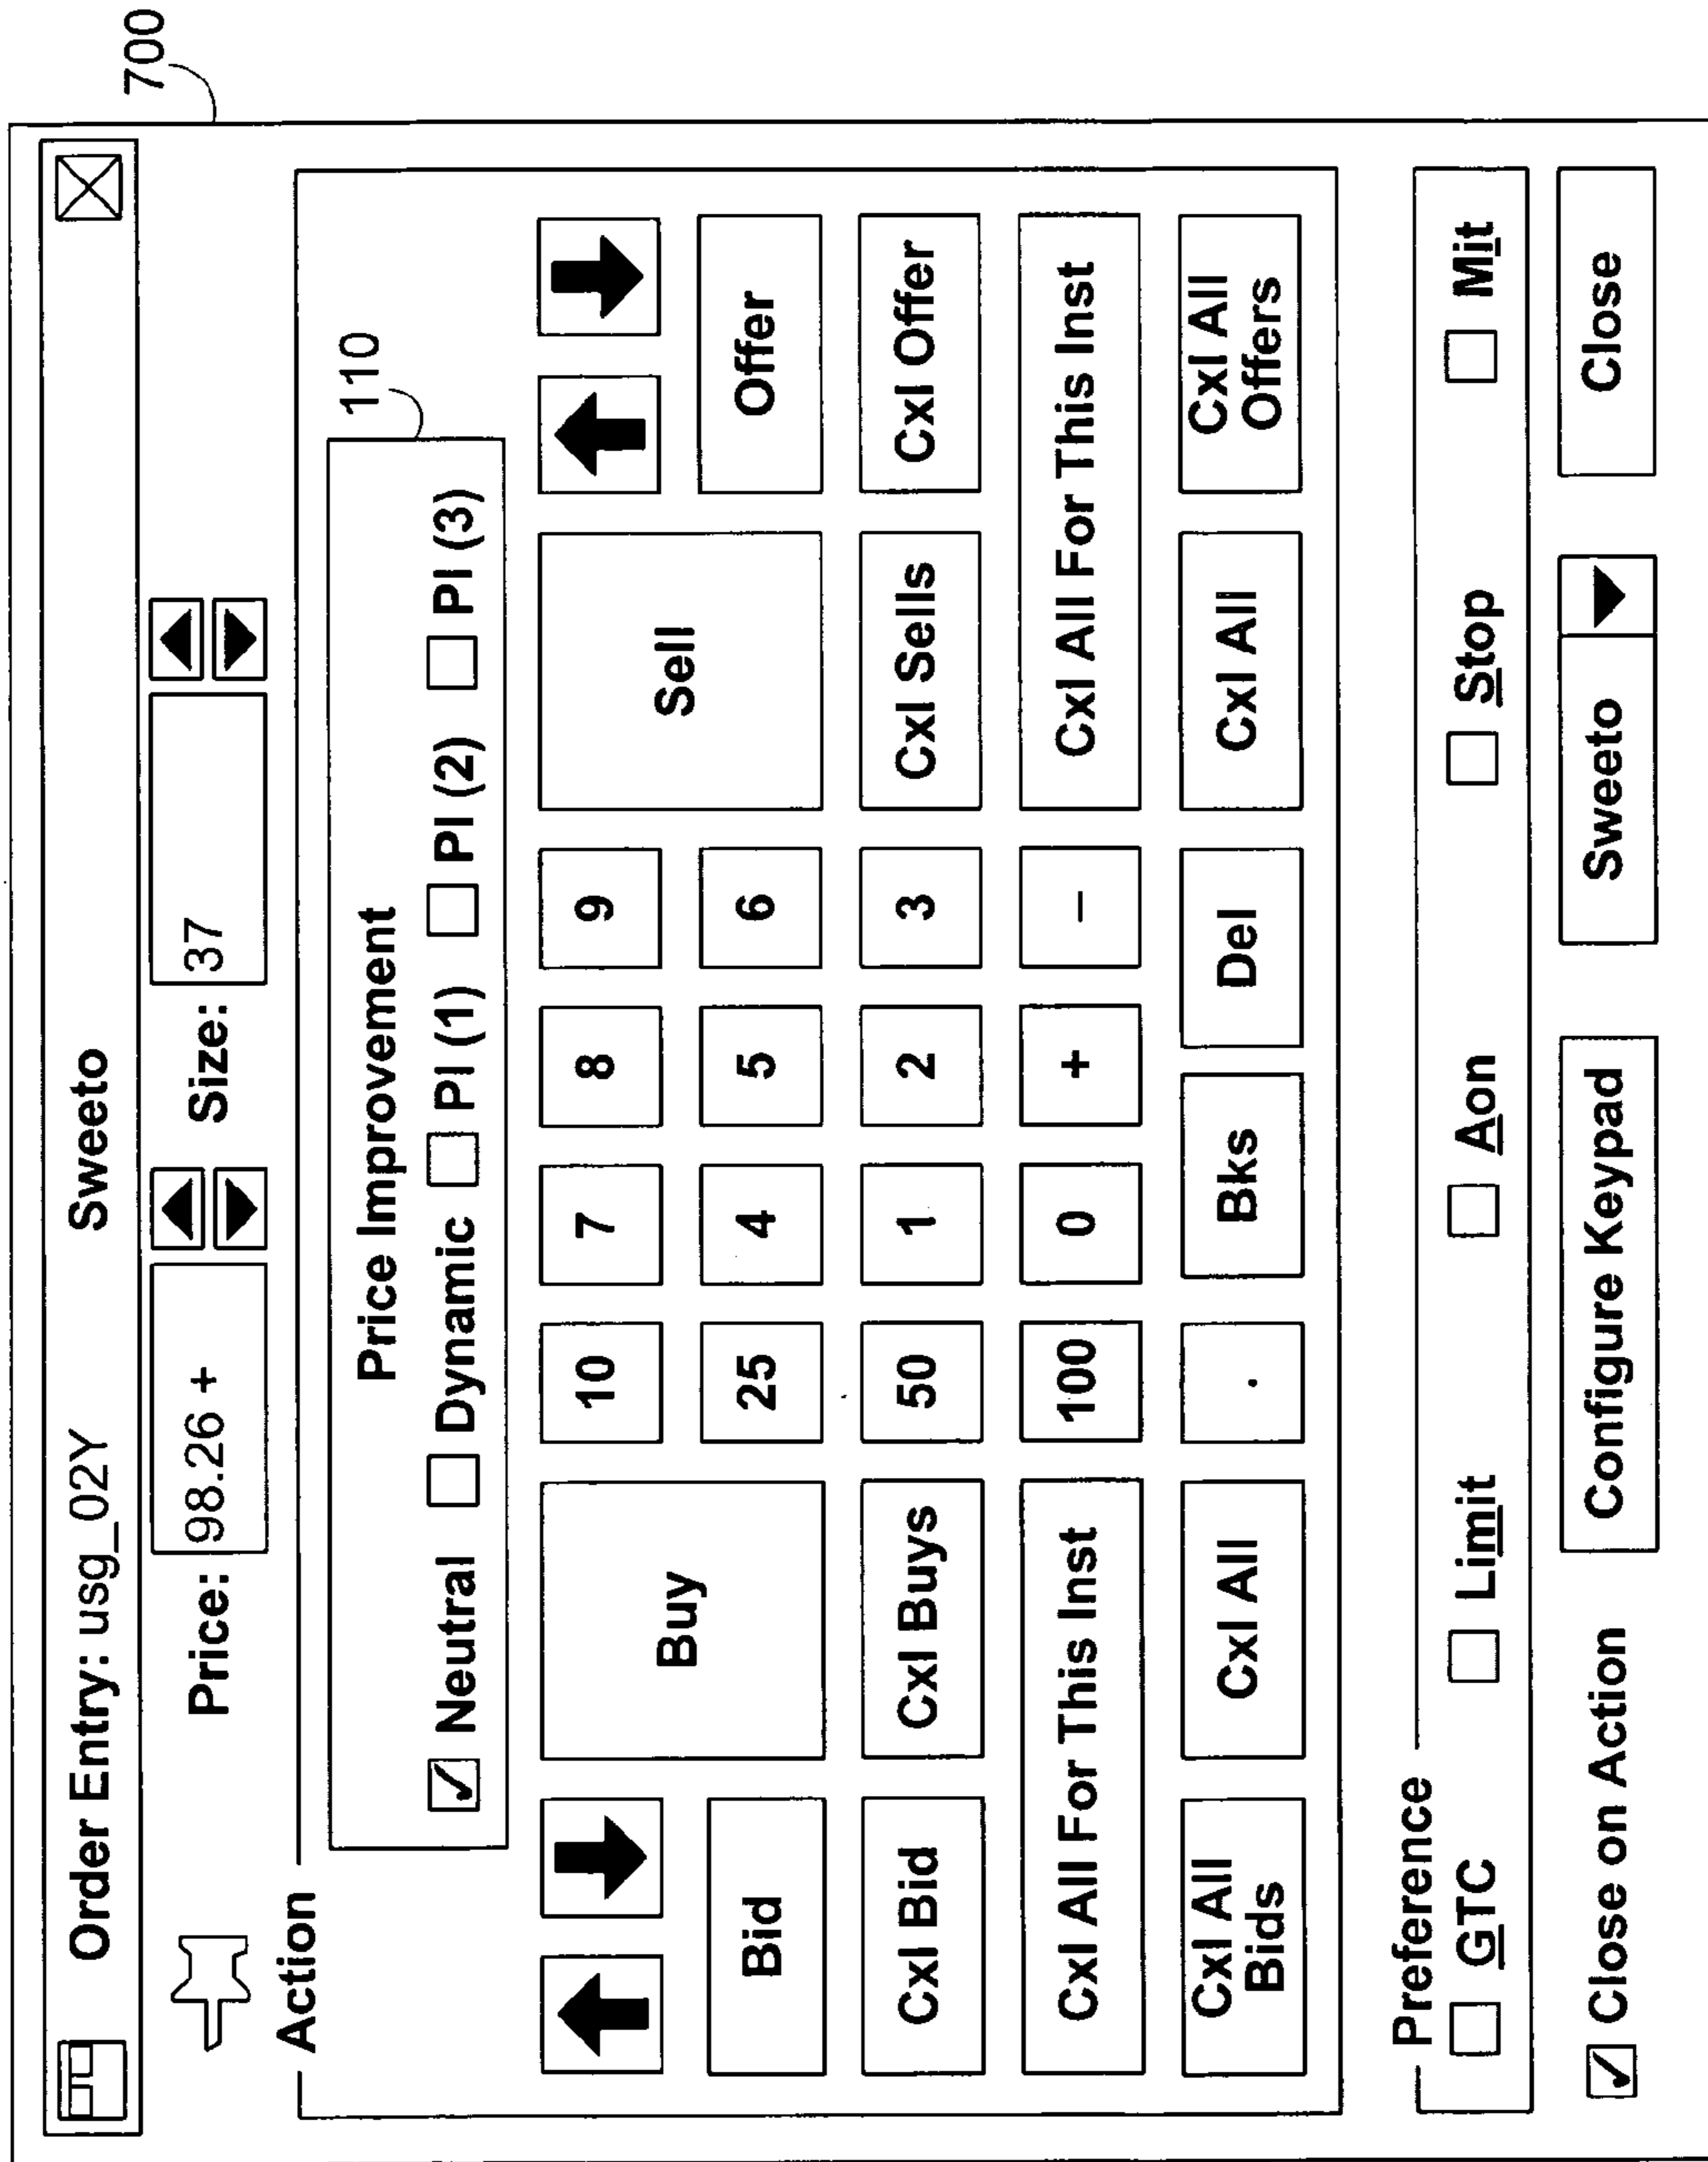 700
Order Entry: usg_02Y Sweeto
Price: 98.26 + Size: 37
Action
110
Price Improvement
Neutral Dynamic PI (1) PI (2) PI (3)
Buy 10 7 8 9 Sell
Bid 25 4 5 6 Offer
Cxl Bid Cxl Buys 50 1 2 3 Cxl Sells Cxl Offer
Cxl All For This Inst 100 0 + – Cxl All For This Inst
Cxl All Bids Cxl All . Bks Del Cxl All Cxl All Offers
Preference
GTC Limit Aon Stop Mit
Close on Action Configure Keypad Sweeto Close